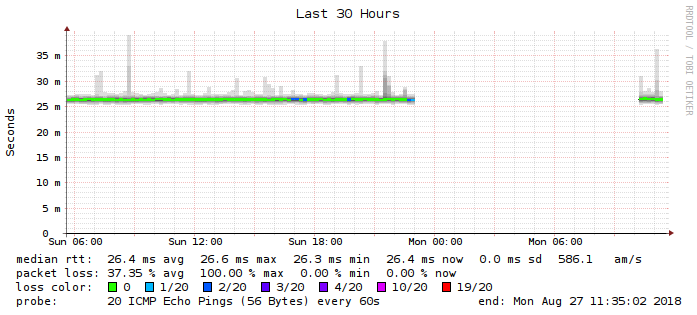 Last 30 Hours
RRDTOOL / TOBI OETIKER
Seconds
35 m
30 m
25 m
20 m
15 m
10 m
5 m
0
Sun 06:00 Sun 12:00 Sun 18:00 Mon 00:00 Mon 06:00
median rtt: 26.4 ms avg 26.6 ms max 26.3 ms min 26.4 ms now 0.0 ms sd 586.1 am/s
packet loss: 37.35 % avg 100.00 % max 0.00 % min 0.00 % now
loss color: 0 1/20 2/20 3/20 4/20 10/20 19/20
probe: 20 ICMP Echo Pings (56 Bytes) every 60s end: Mon Aug 27 11:35:02 2018